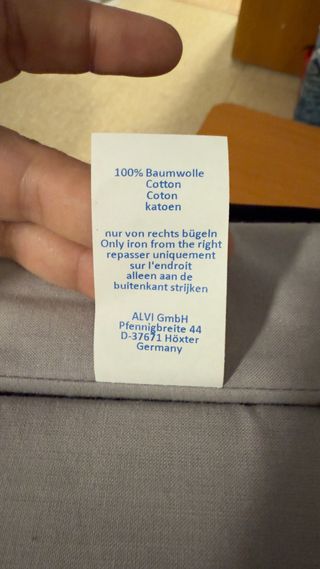 100% Baumwolle
Cotton
Coton
katoen
nur von rechts bügeln
Only iron from the right
repasser uniquement
sur l'endroit
alleen aan de
buitenkant strijken
ALVI GmbH
Pfennigbreite 44
D-37671 Höxter
Germany